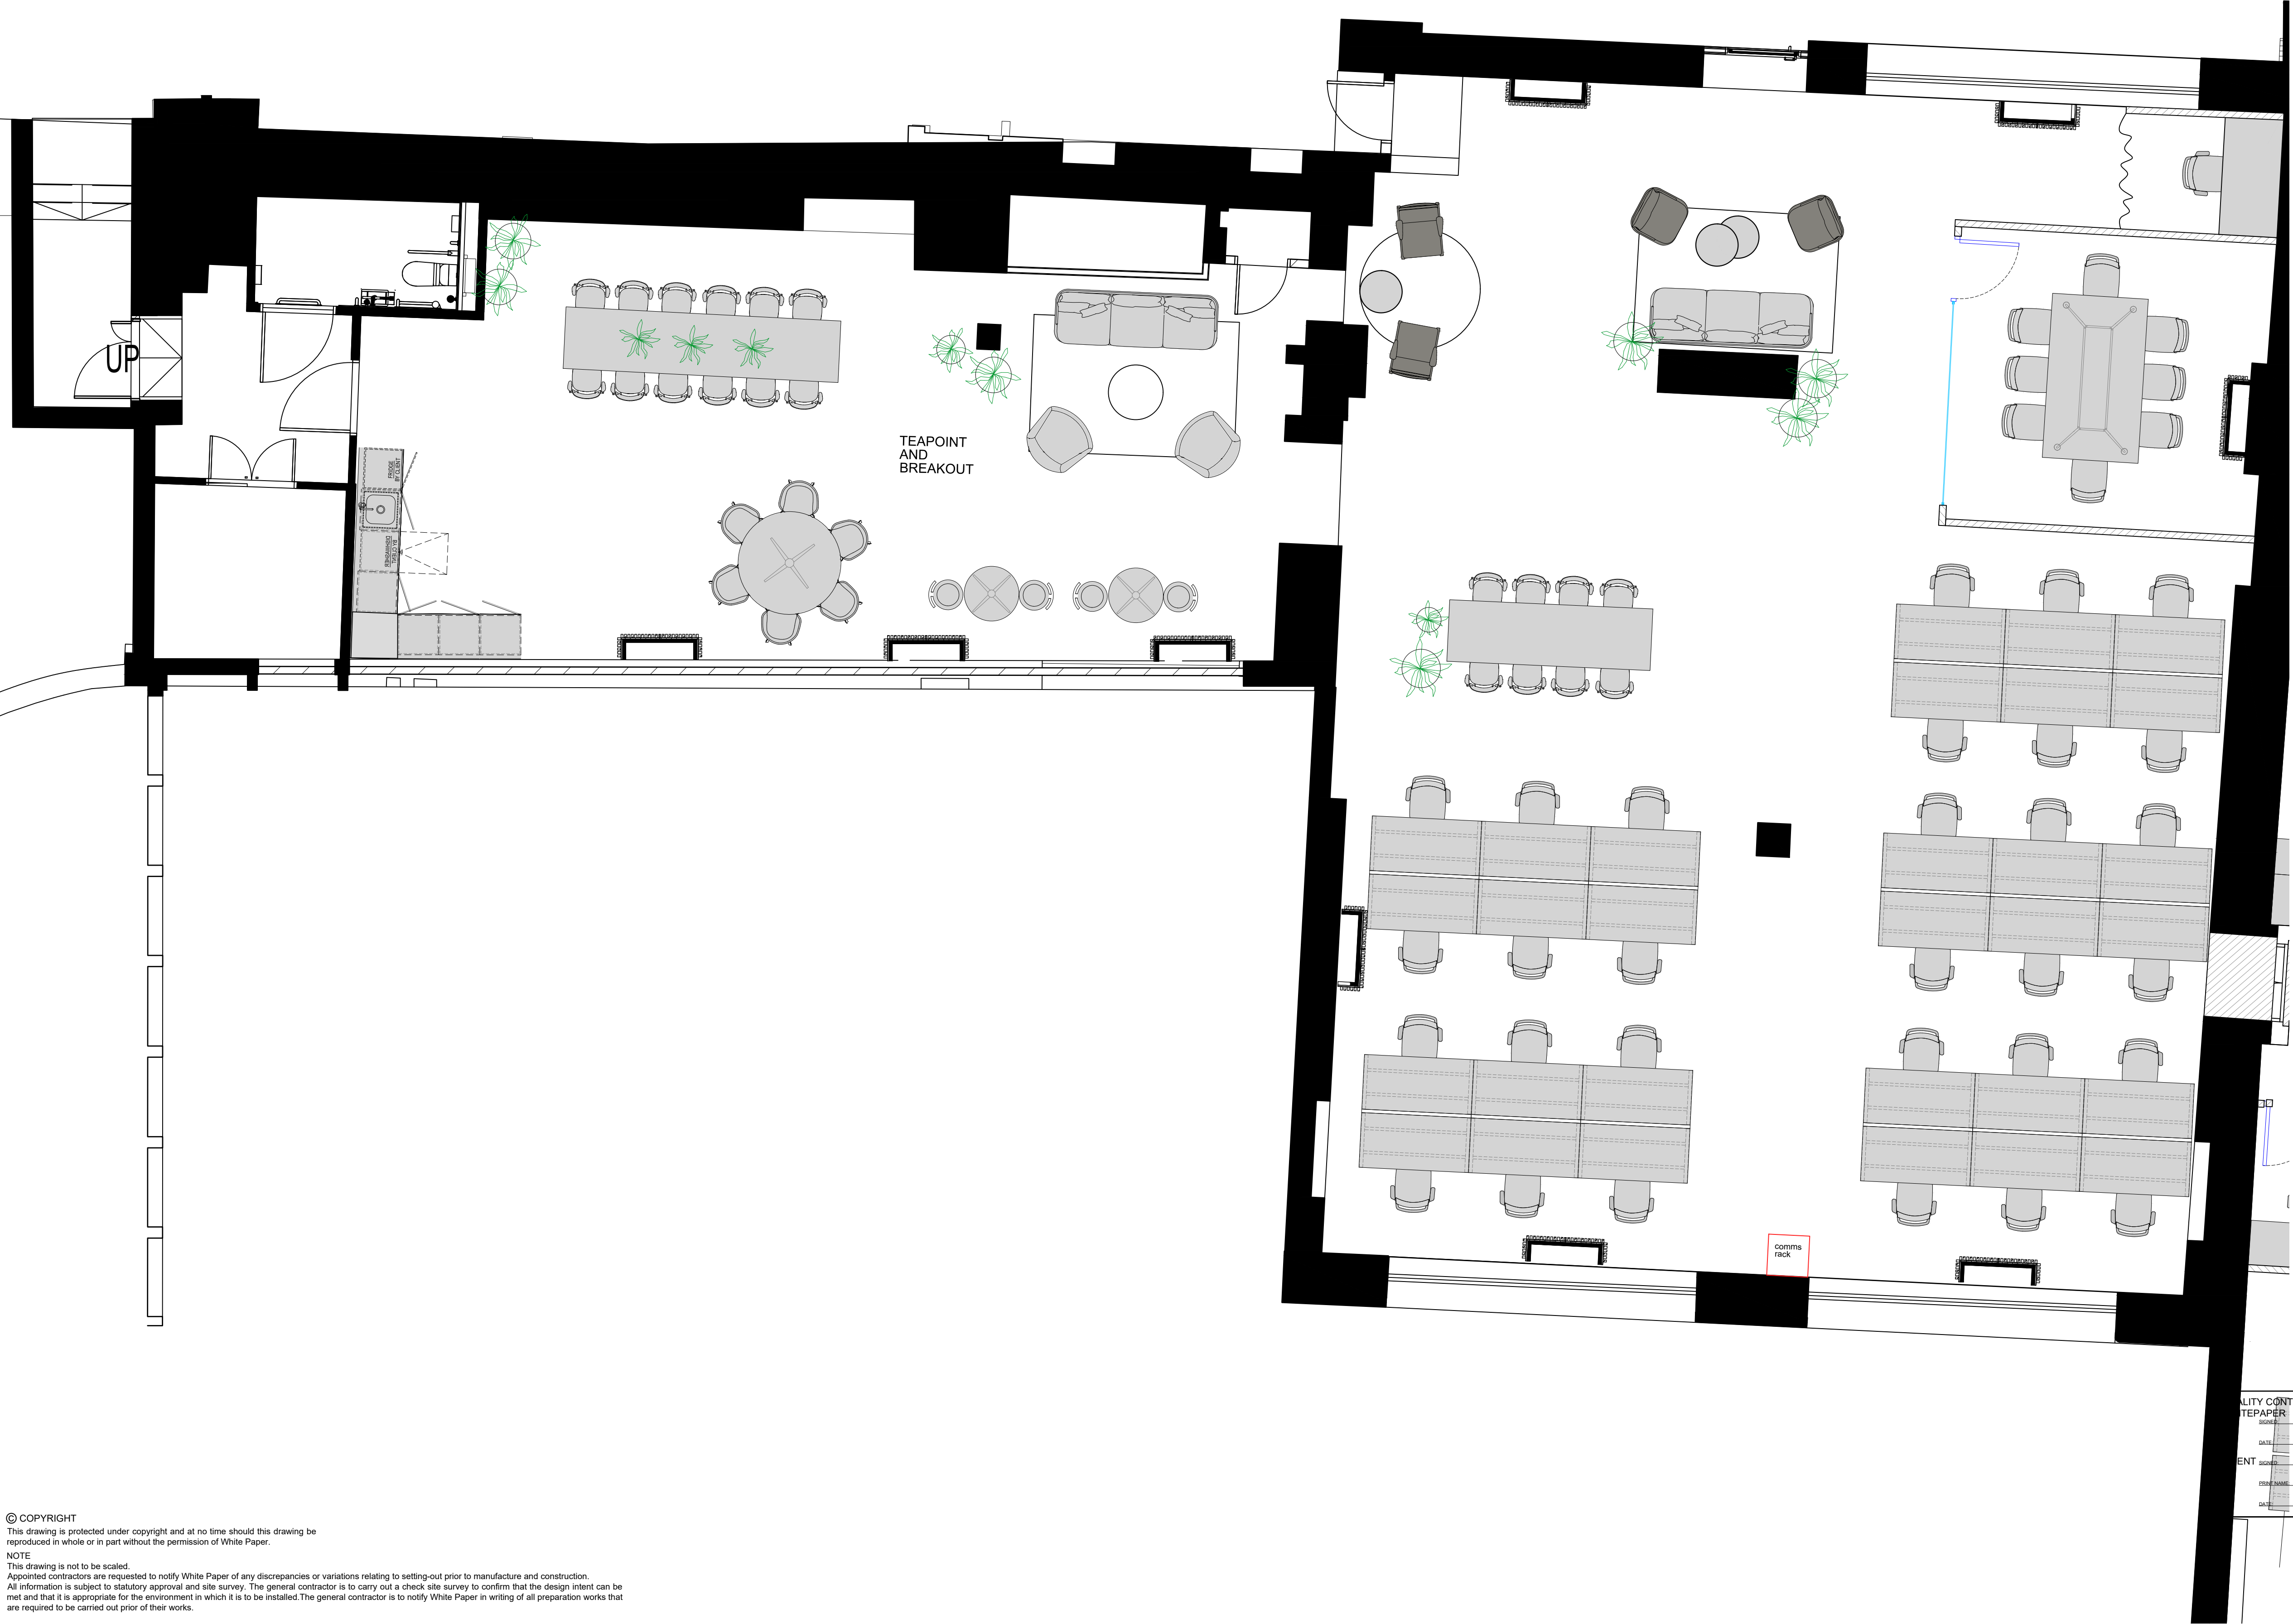 UP
FRIDGE
BY CLIENT
DISHWASHER
BY CLIENT
TEAPOINT
AND
BREAKOUT
comms
rack
ALITY CONT
ITEPAPER
SIGNED
DATE
ENT SIGNED
PRINT NAME
DATE
© COPYRIGHT
This drawing is protected under copyright and at no time should this drawing be
reproduced in whole or in part without the permission of White Paper.
NOTE
This drawing is not to be scaled.
Appointed contractors are requested to notify White Paper of any discrepancies or variations relating to setting-out prior to manufacture and construction.
All information is subject to statutory approval and site survey. The general contractor is to carry out a check site survey to confirm that the design intent can be
met and that it is appropriate for the environment in which it is to be installed.The general contractor is to notify White Paper in writing of all preparation works that
are required to be carried out prior of their works.